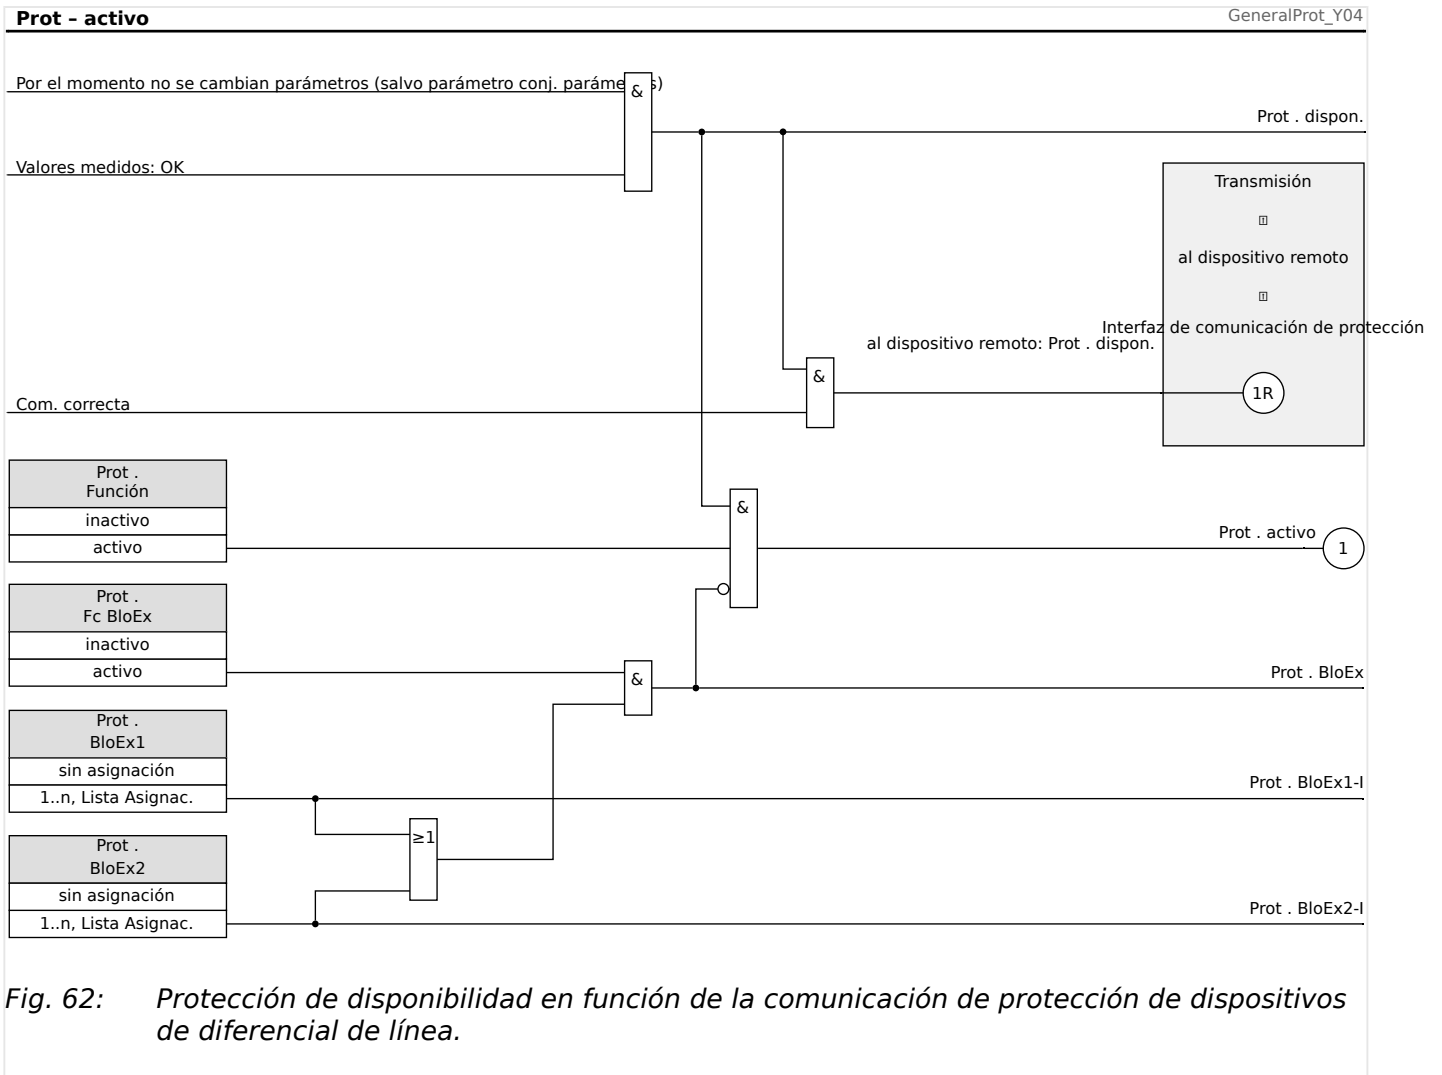 Prot – activo
GeneralProt_Y04
Por el momento no se cambian parámetros (salvo parámetro conj. paráme s)
&
Prot . dispon.
Valores medidos: OK
Transmisión
al dispositivo remoto
Interfaz de comunicación de protección
al dispositivo remoto: Prot . dispon.
&
1R
Com. correcta
Prot .
Función
inactivo
activo
&
Prot . activo
1
Prot .
Fc BloEx
inactivo
activo
&
Prot . BloEx
Prot .
BloEx1
sin asignación
1..n, Lista Asignac.
Prot . BloEx1-I
≥1
Prot .
BloEx2
sin asignación
1..n, Lista Asignac.
Prot . BloEx2-I
Fig. 62: Protección de disponibilidad en función de la comunicación de protección de dispositivos
de diferencial de línea.